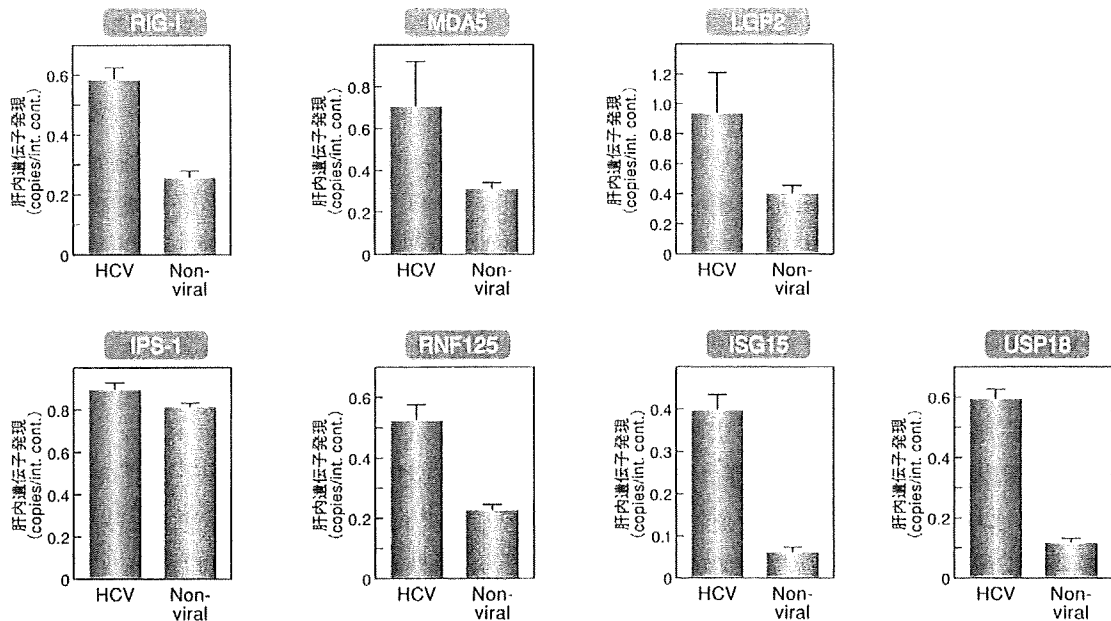 RIG-I
肝内遺伝子発現
(copies/int. cont.)
0.6
0.4
0.2
0
HCV
Non-
viral
MDA5
肝内遺伝子発現
(copies/int. cont.)
0.8
0.6
0.4
0.2
0
HCV
Non-
viral
LGP2
肝内遺伝子発現
(copies/int. cont.)
1.2
1.0
0.8
0.6
0.4
0.2
0
HCV
Non-
viral
IPS-1
肝内遺伝子発現
(copies/int. cont.)
0.8
0.6
0.4
0.2
0
HCV
Non-
viral
RNF125
肝内遺伝子発現
(copies/int. cont.)
0.6
0.4
0.2
0
HCV
Non-
viral
ISG15
肝内遺伝子発現
(copies/int. cont.)
0.4
0.3
0.2
0.1
0
HCV
Non-
viral
USP18
肝内遺伝子発現
(copies/int. cont.)
0.6
0.4
0.2
0
HCV
Non-
viral